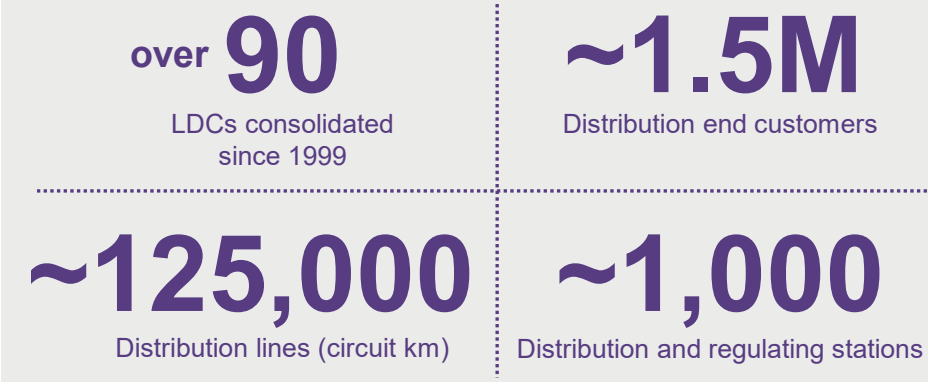 over 90
LDCs consolidated
since 1999
~1.5M
Distribution end customers
~125,000
Distribution lines (circuit km)
~1,000
Distribution and regulating stations